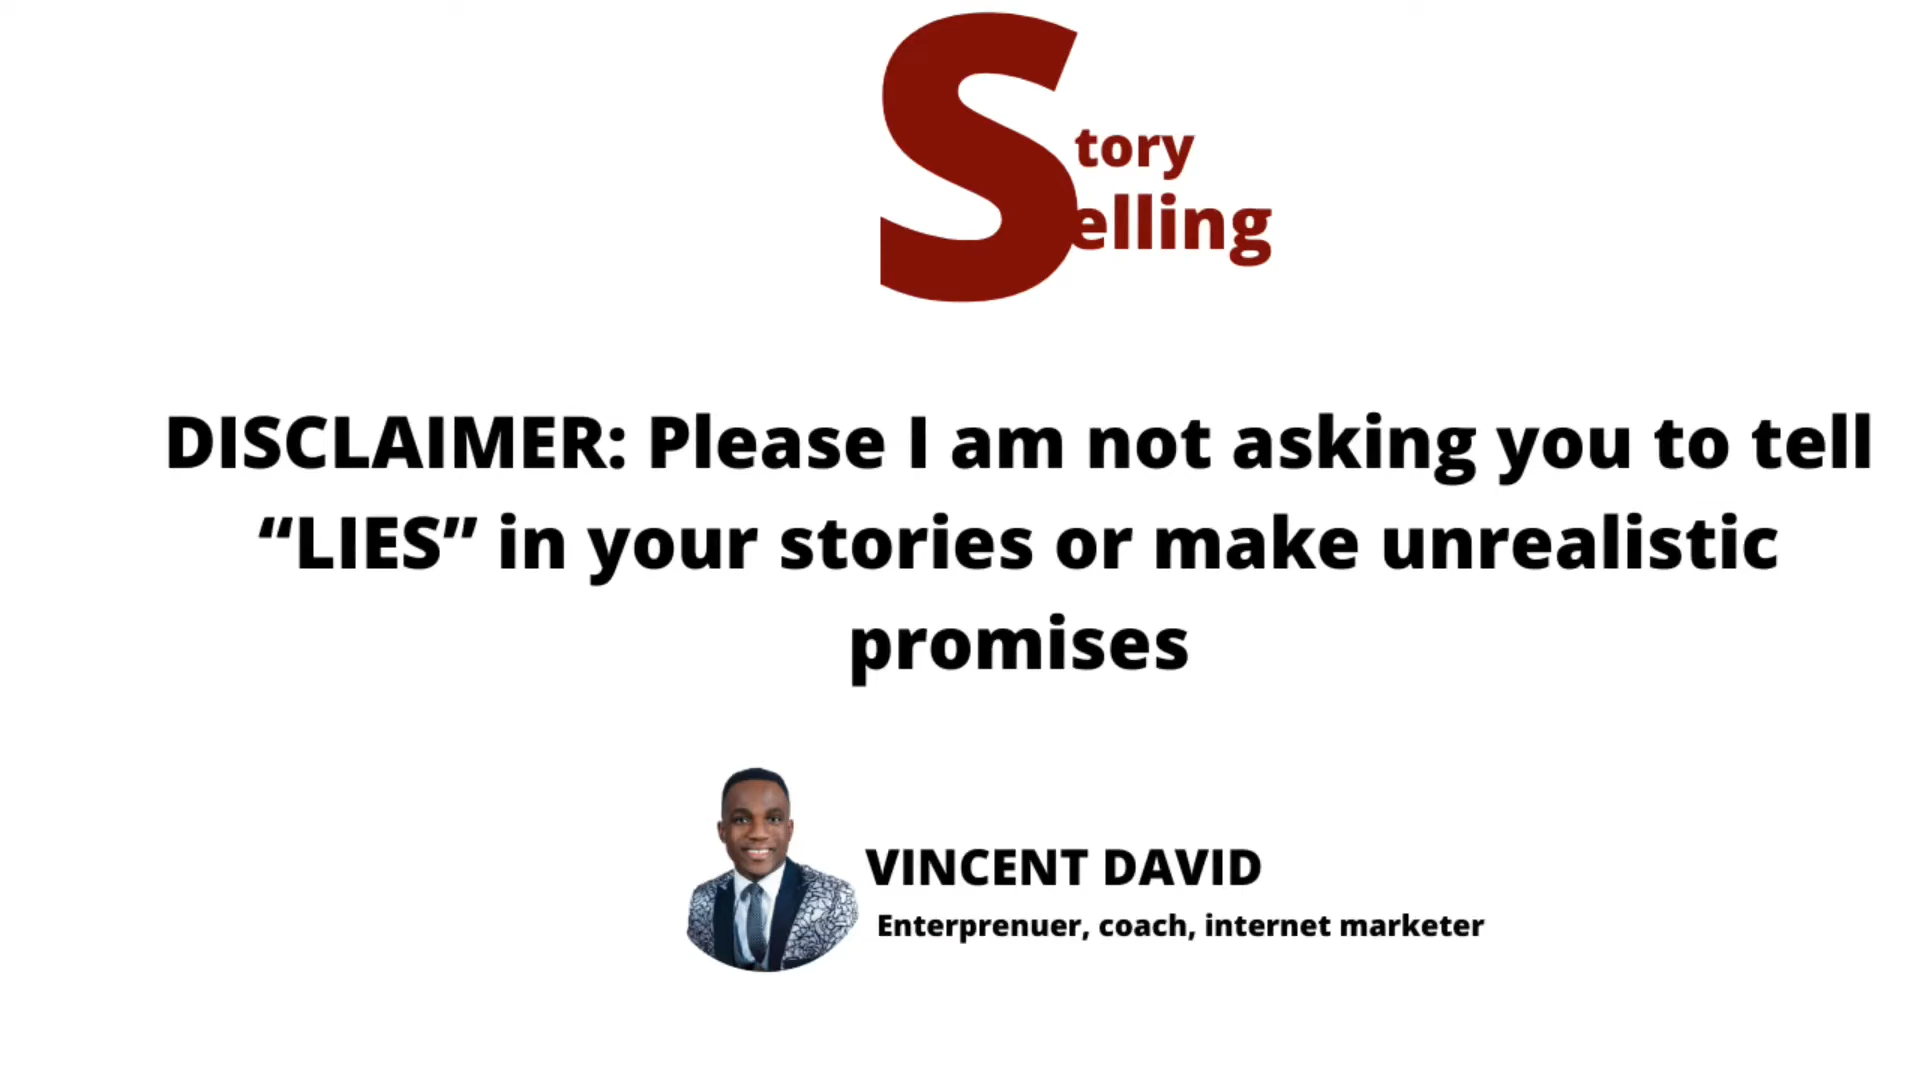 Story
Selling
DISCLAIMER: Please I am not asking you to tell
“LIES” in your stories or make unrealistic
promises
VINCENT DAVID
Enterprenuer, coach, internet marketer